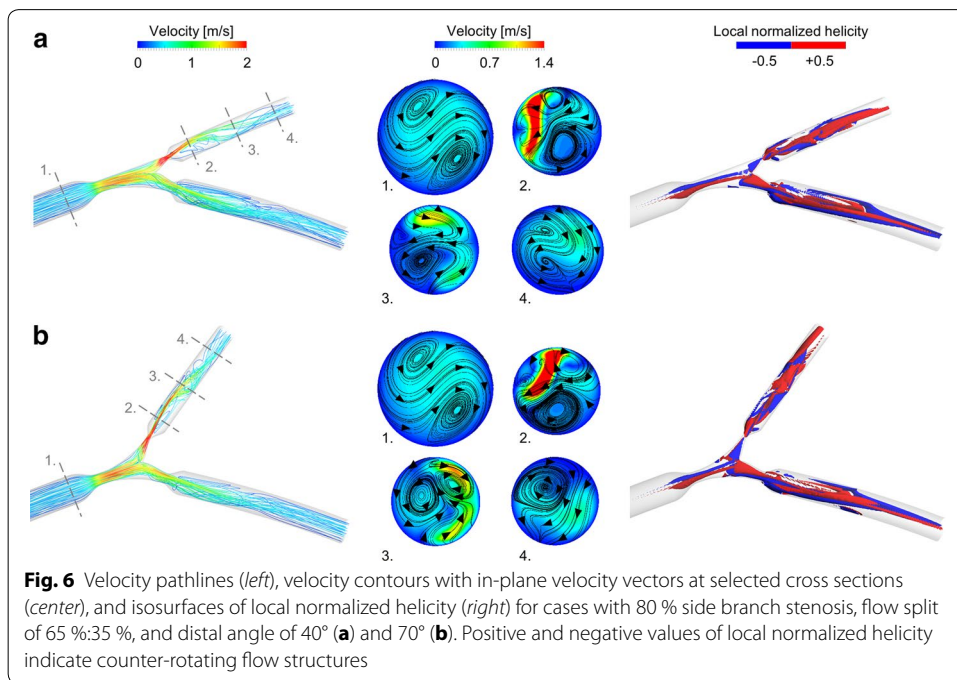 a
Velocity [m/s]
0 1 2
Velocity [m/s]
0 0.7 1.4
Local normalized helicity
-0.5 +0.5
1.
2.
3.
4.
1.
2.
3.
4.
b
1.
2.
3.
4.
1.
2.
3.
4.
Fig. 6 Velocity pathlines (left), velocity contours with in-plane velocity vectors at selected cross sections
(center), and isosurfaces of local normalized helicity (right) for cases with 80 % side branch stenosis, flow split
of 65 %:35 %, and distal angle of 40° (a) and 70° (b). Positive and negative values of local normalized helicity
indicate counter-rotating flow structures